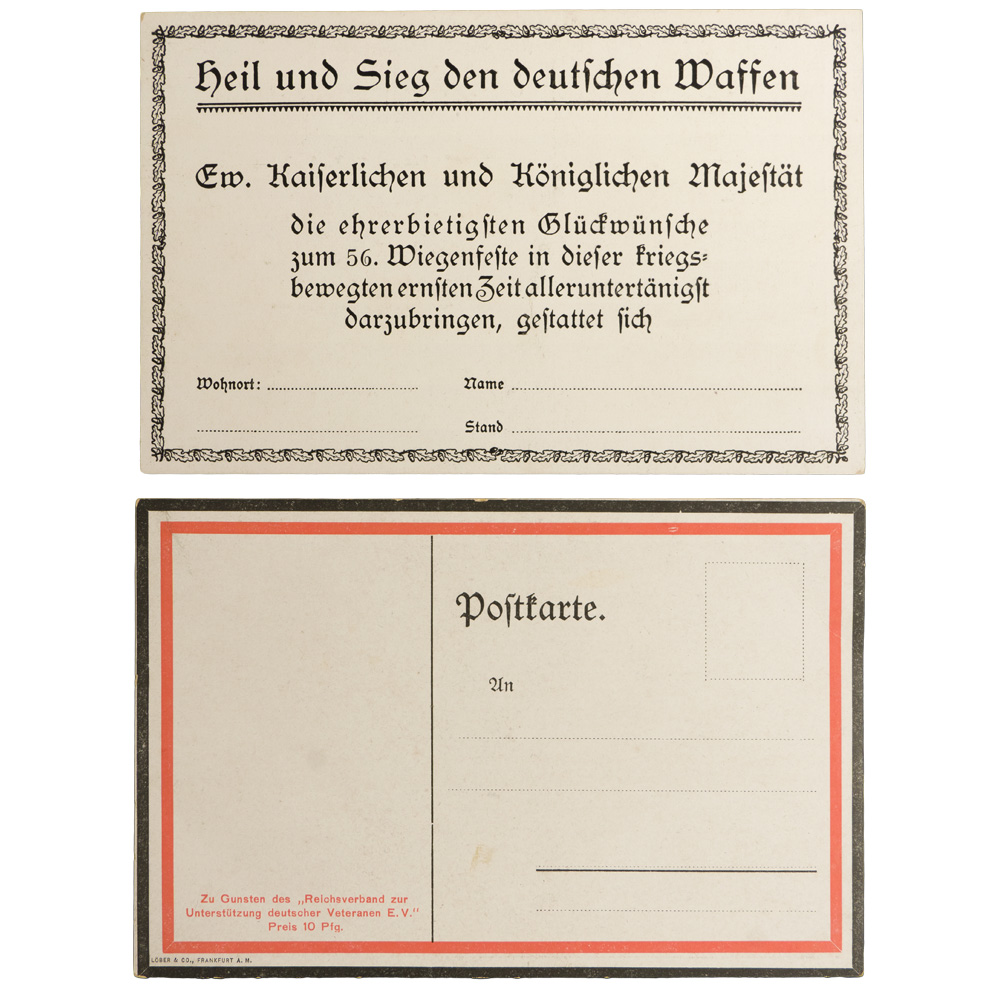 Heil und Sieg den deutschen Waffen
Ew. Kaiserlichen und Königlichen Majestät
die ehrerbietigsten Glückwünsche
zum 56. Wiegenfeste in dieser kriegs-
bewegten ernsten Zeit alleruntertänigst
darzubringen, gestattet sich
Wohnort: Name
Stand
Postkarte.
An
Zu Gunsten des „Reichsverband zur
Unterstützung deutscher Veteranen E.V."
Preis 10 Pfg.
LÖBER & CO., FRANKFURT A. M.